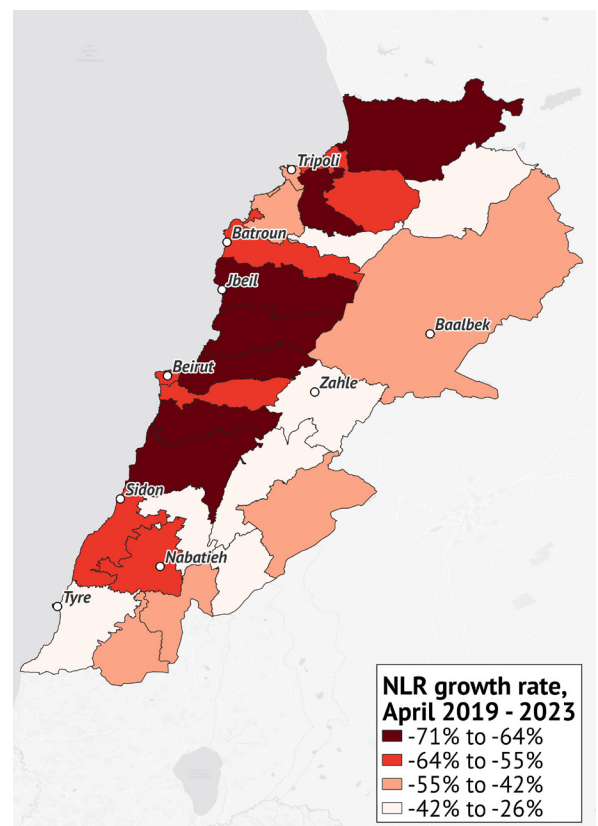 Tripoli
Batroun
Jbeil
Baalbek
Beirut
Zahle
Sidon
Nabatieh
Tyre
NLR growth rate,
April 2019 - 2023
-71% to -64%
-64% to -55%
-55% to -42%
-42% to -26%